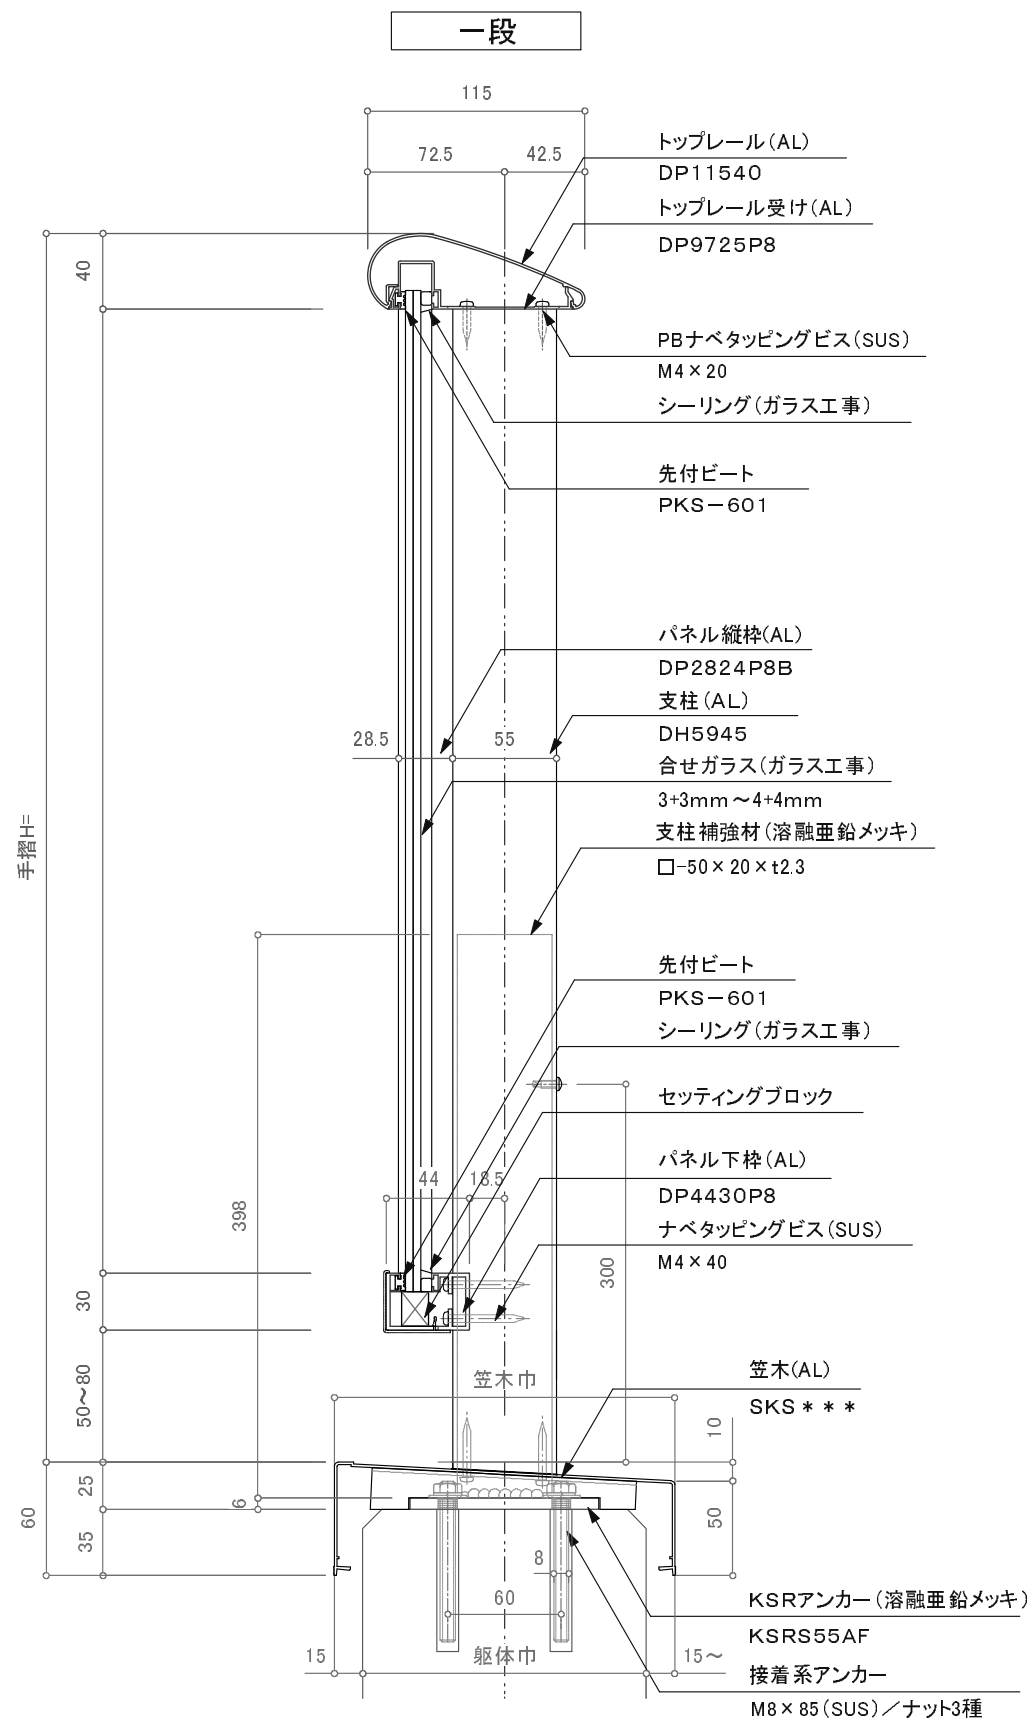 一段
115
72.5
42.5
トップレール(AL)
DP11540
トップレール受け(AL)
DP9725P8
40
PBナベタッピングビス(SUS)
M4×20
シーリング(ガラス工事)
先付ビート
PKS−601
パネル縦枠(AL)
DP2824P8B
支柱(AL)
DH5945
28.5
55
合せガラス(ガラス工事)
3+3mm～4+4mm
支柱補強材(溶融亜鉛メッキ)
□-50×20×t2.3
手摺H=
先付ビート
PKS−601
シーリング(ガラス工事)
セッティングブロック
パネル下枠(AL)
DP4430P8
44
18.5
398
ナベタッピングビス(SUS)
M4×40
300
30
50～80
笠木巾
笠木(AL)
SKS＊＊＊
10
25
6
60
35
50
8
60
KSRアンカー(溶融亜鉛メッキ)
KSRS55AF
15
躯体巾
15～
接着系アンカー
M8×85(SUS)／ナット3種